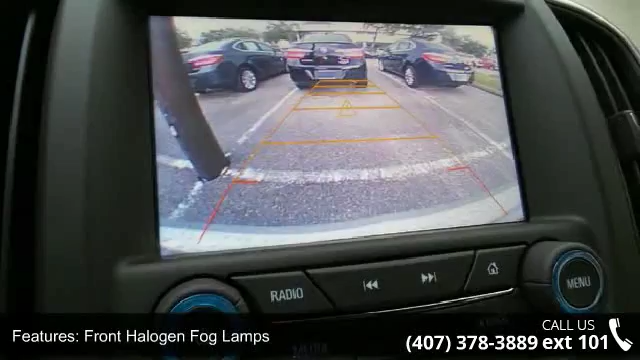 RADIO
MENU
CALL US
Features: Front Halogen Fog Lamps
(407) 378-3889 ext 101